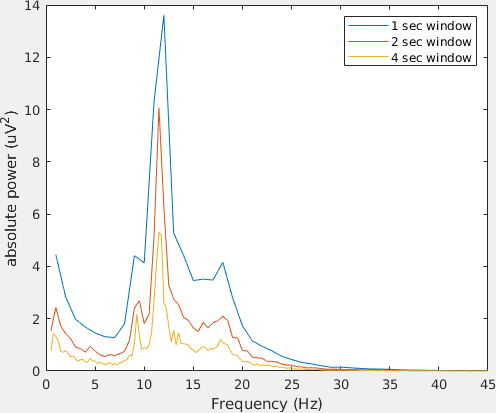 14
12
10
8
6
4
2
0
absolute power (uV²)
1 sec window
2 sec window
4 sec window
0 5 10 15 20 25 30 35 40 45
Frequency (Hz)